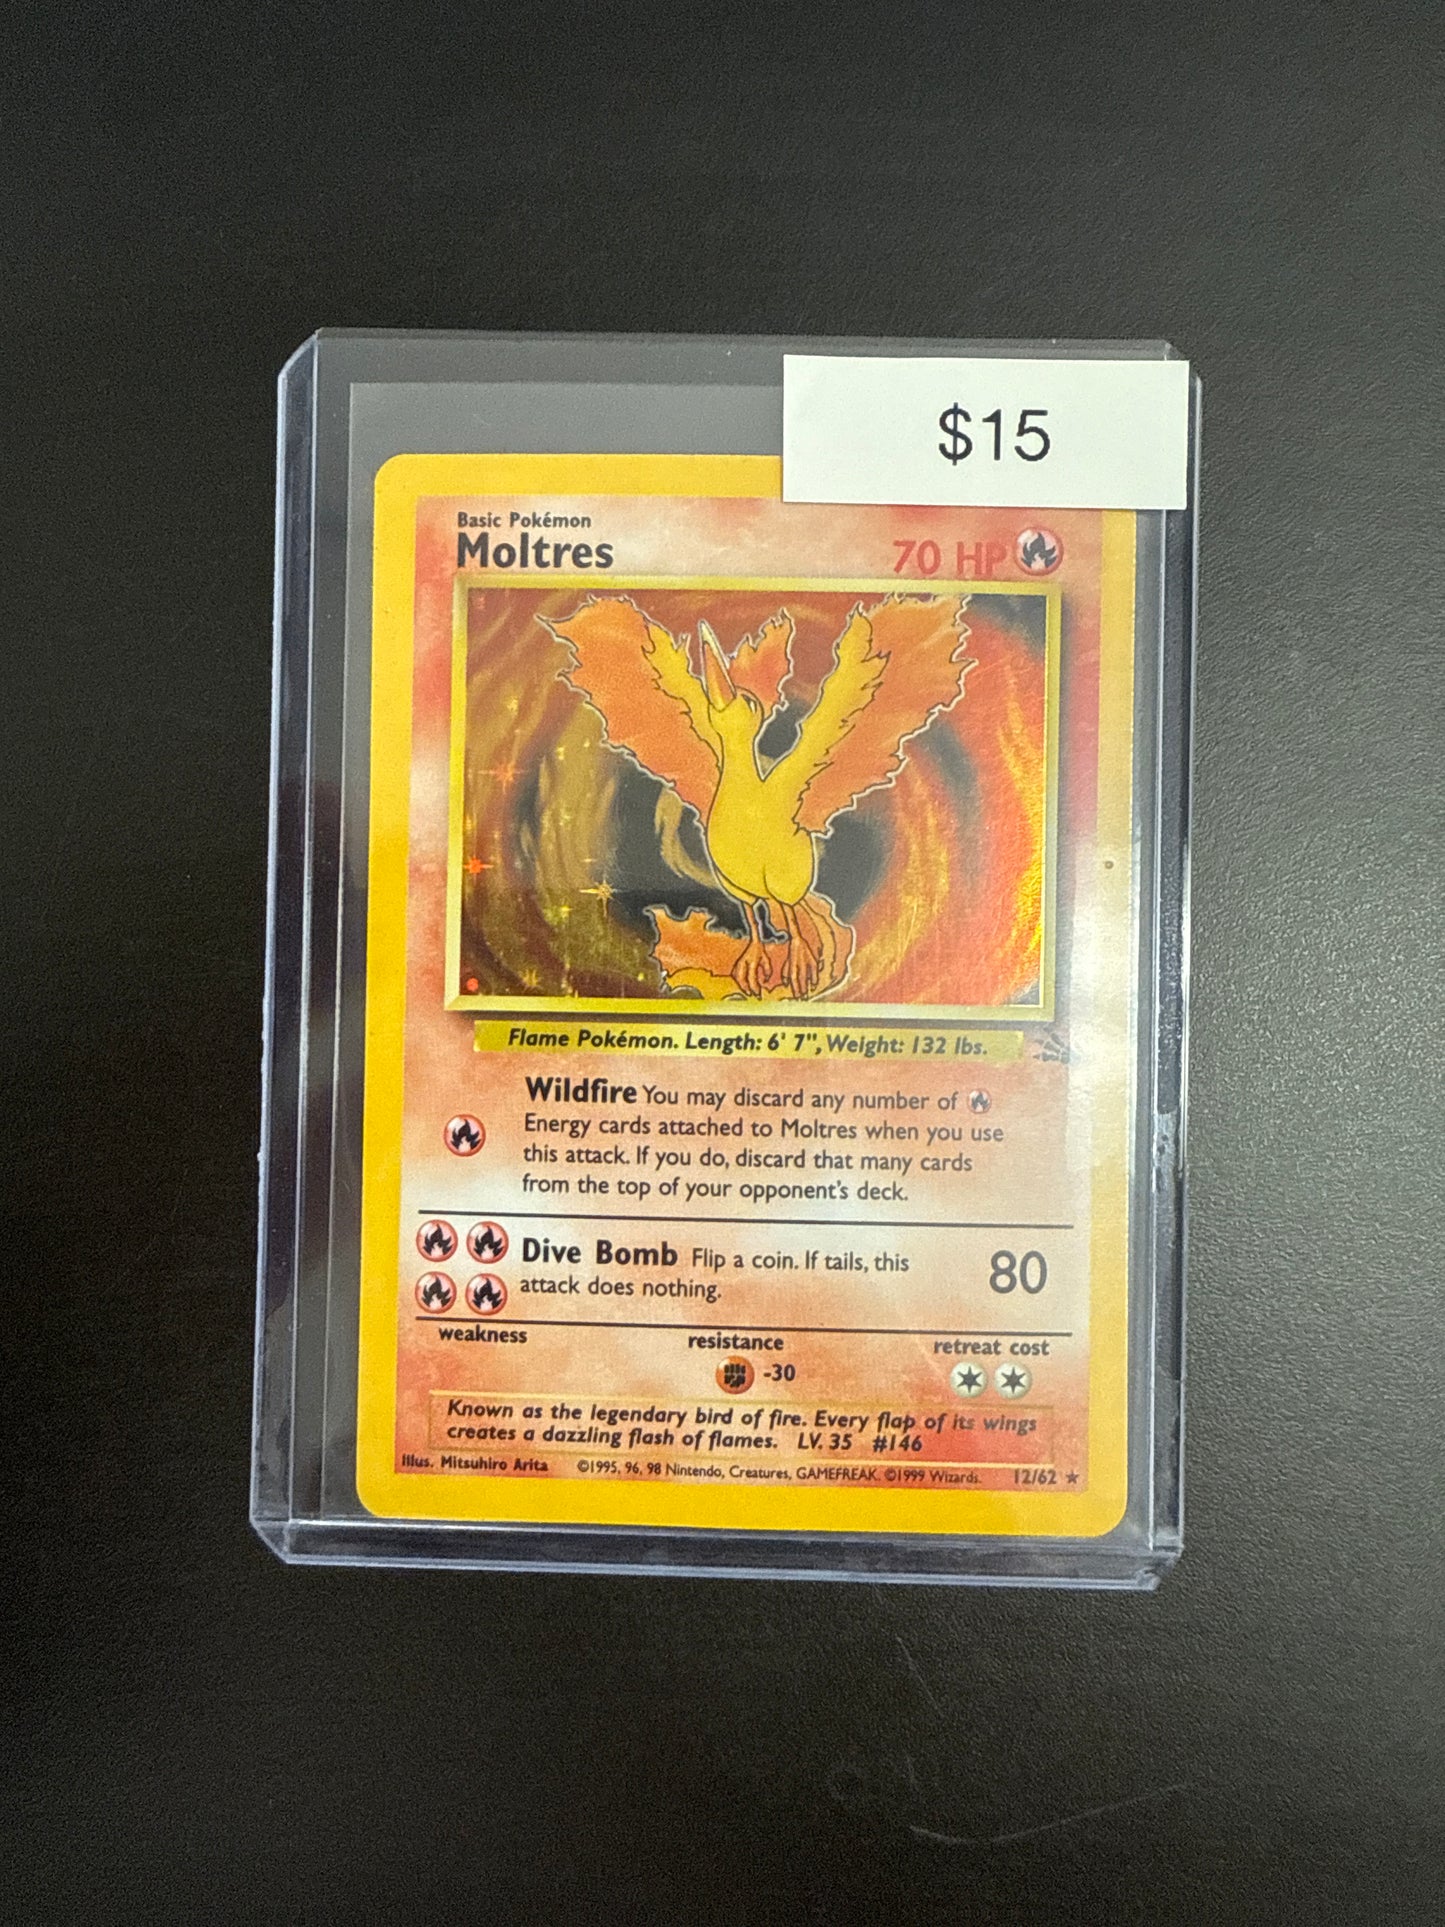 $15
Basic Pokémon
Moltres 70 HP
Flame Pokémon. Length: 6' 7", Weight: 132 lbs.
Wildfire You may discard any number of
Energy cards attached to Moltres when you use
this attack. If you do, discard that many cards
from the top of your opponent's deck.
Dive Bomb Flip a coin. If tails, this 80
attack does nothing.
weakness resistance retreat cost
-30
Known as the legendary bird of fire. Every flap of its wings
creates a dazzling flash of flames. LV. 35 #146
Illus. Mitsuhiro Arita ©1995, 96, 98 Nintendo, Creatures, GAMEFREAK. ©1999 Wizards. 12/62 ★